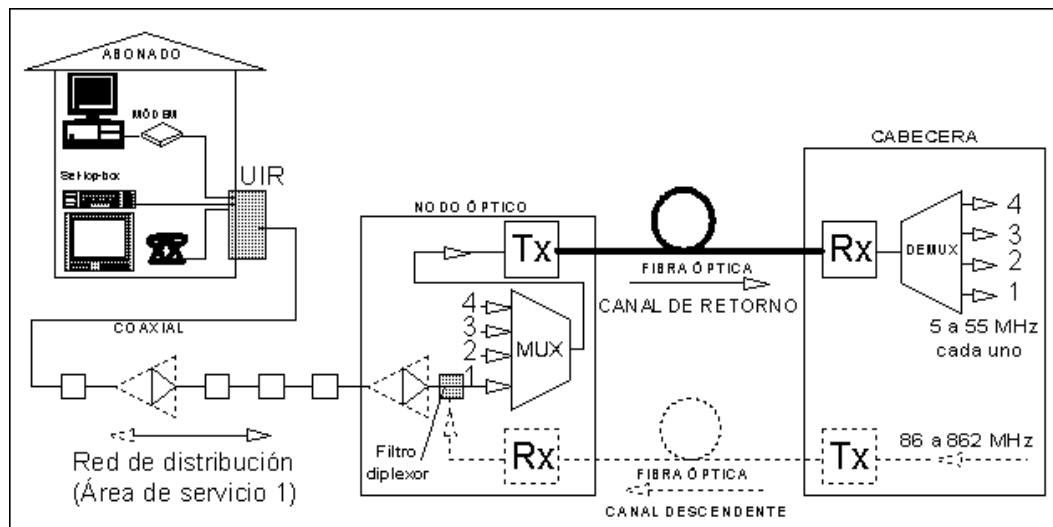 ABONADO
MÓDEM
Set-top-box
UIR
COAXIAL
Red de distribución
(Área de servicio 1)
NODO ÓPTICO
Tx
4
3
2
1
MUX
Filtro
diplexor
Rx
FIBRA ÓPTICA
CANAL DE RETORNO
FIBRA ÓPTICA
CANAL DESCENDENTE
CABECERA
Rx
DEMUX
4
3
2
1
5 a 55 MHz
cada uno
Tx
86 a 862 MHz